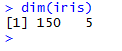 > dim(iris)
[1] 150   5
>